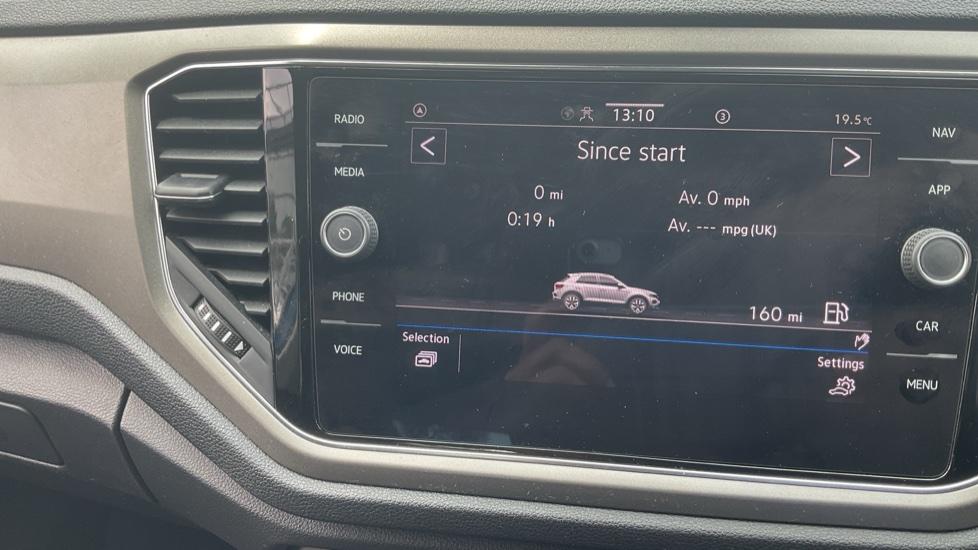 RADIO
MEDIA
PHONE
VOICE
13:10
3
19.5°C
Since start
0 mi
Av. 0 mph
0:19 h
Av. --- mpg (UK)
160 mi
Selection
Settings
NAV
APP
CAR
MENU